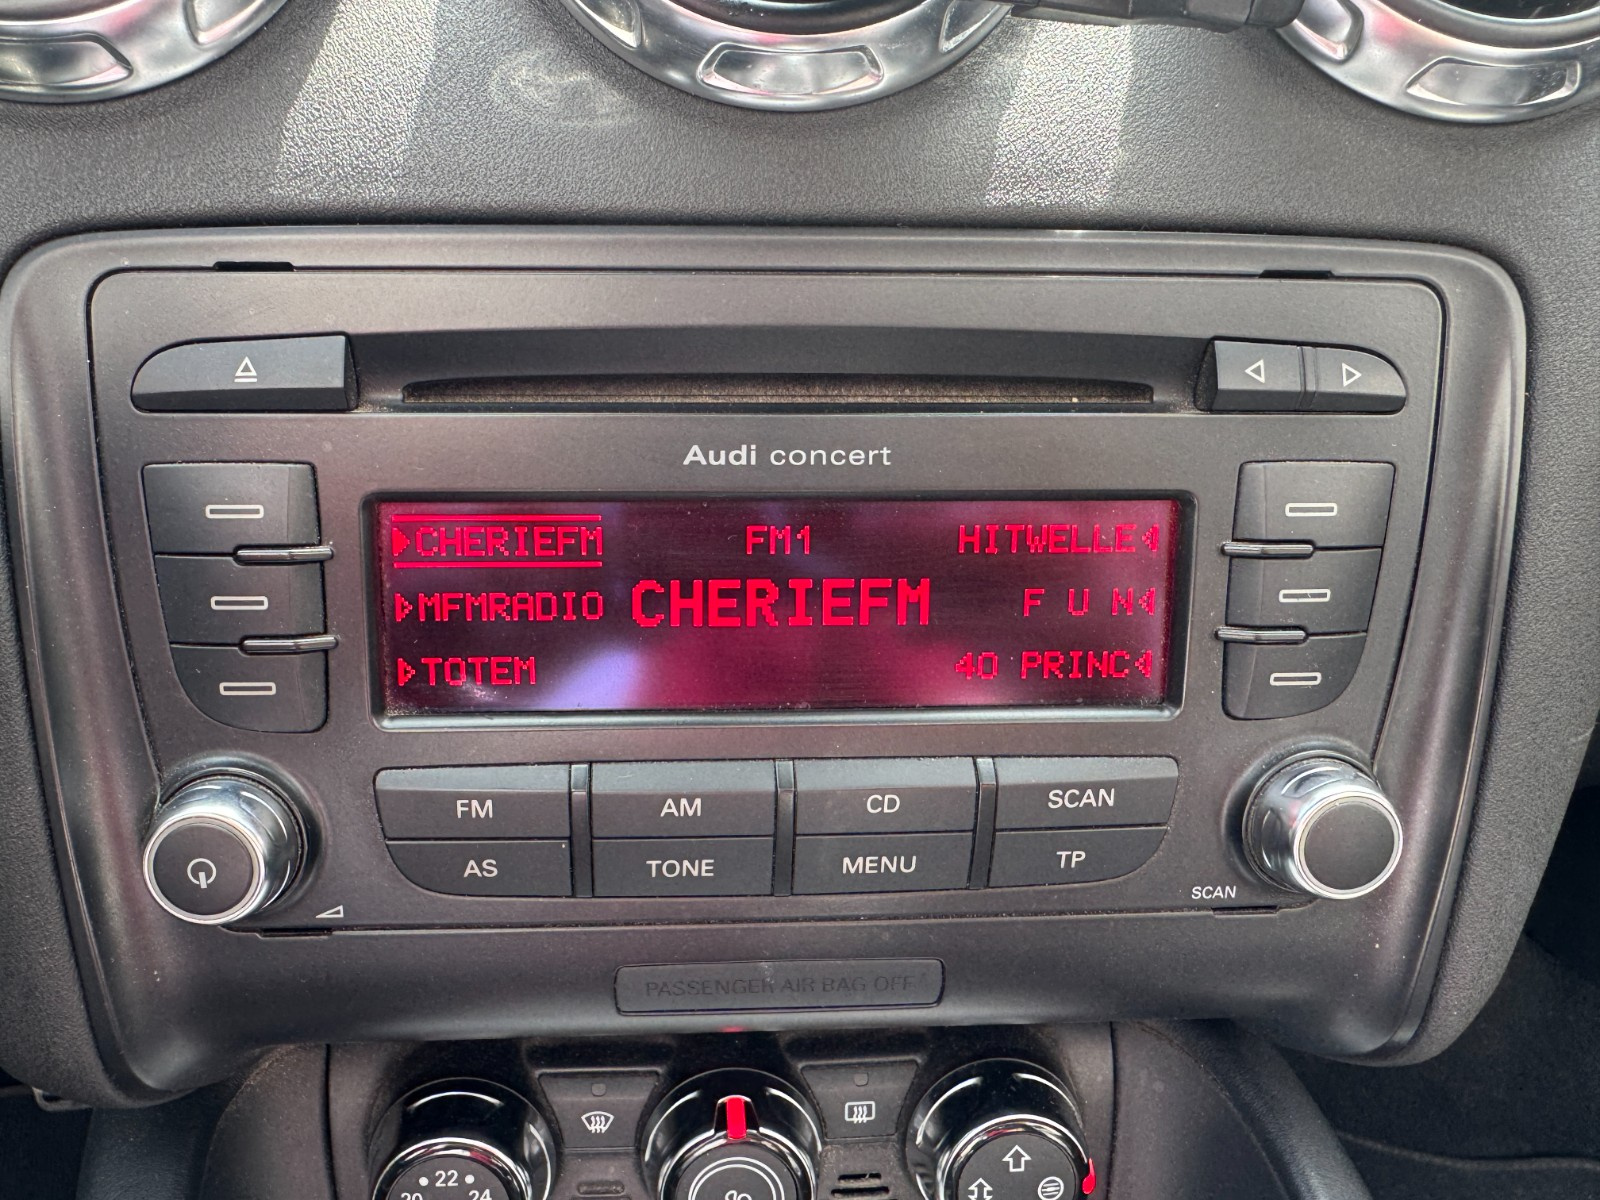 Audi concert
CHERIEFM FM1 HITWELLE
MFMRADIO CHERIEFM F U N
TOTEM 40 PRINC
FM AM CD SCAN
AS TONE MENU TP
SCAN
PASSENGER AIR BAG OFF
20 22 24